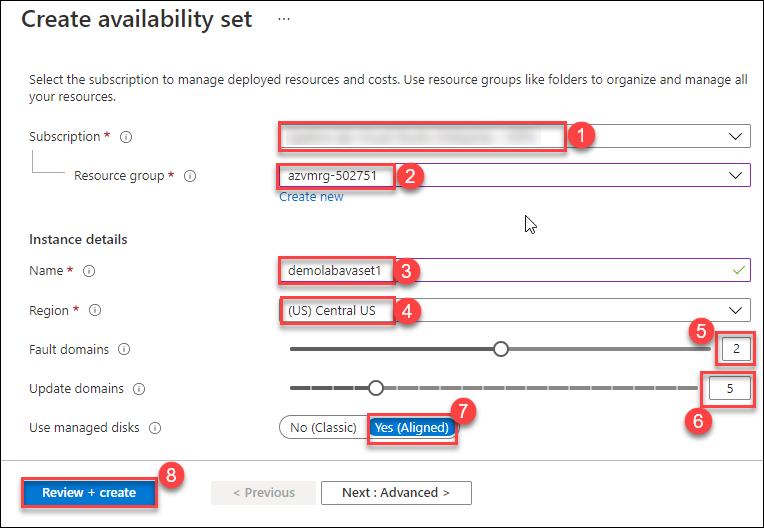 Create availability set ...
Select the subscription to manage deployed resources and costs. Use resource groups like folders to organize and manage all
your resources.
Subscription * 1
Resource group * azvmrg-502751 2
Create new
Instance details
Name * demolabavaset1 3
Region * (US) Central US 4
5
Fault domains 2
Update domains 5
6
7
Use managed disks No (Classic) Yes (Aligned)
8
Review + create < Previous Next : Advanced >